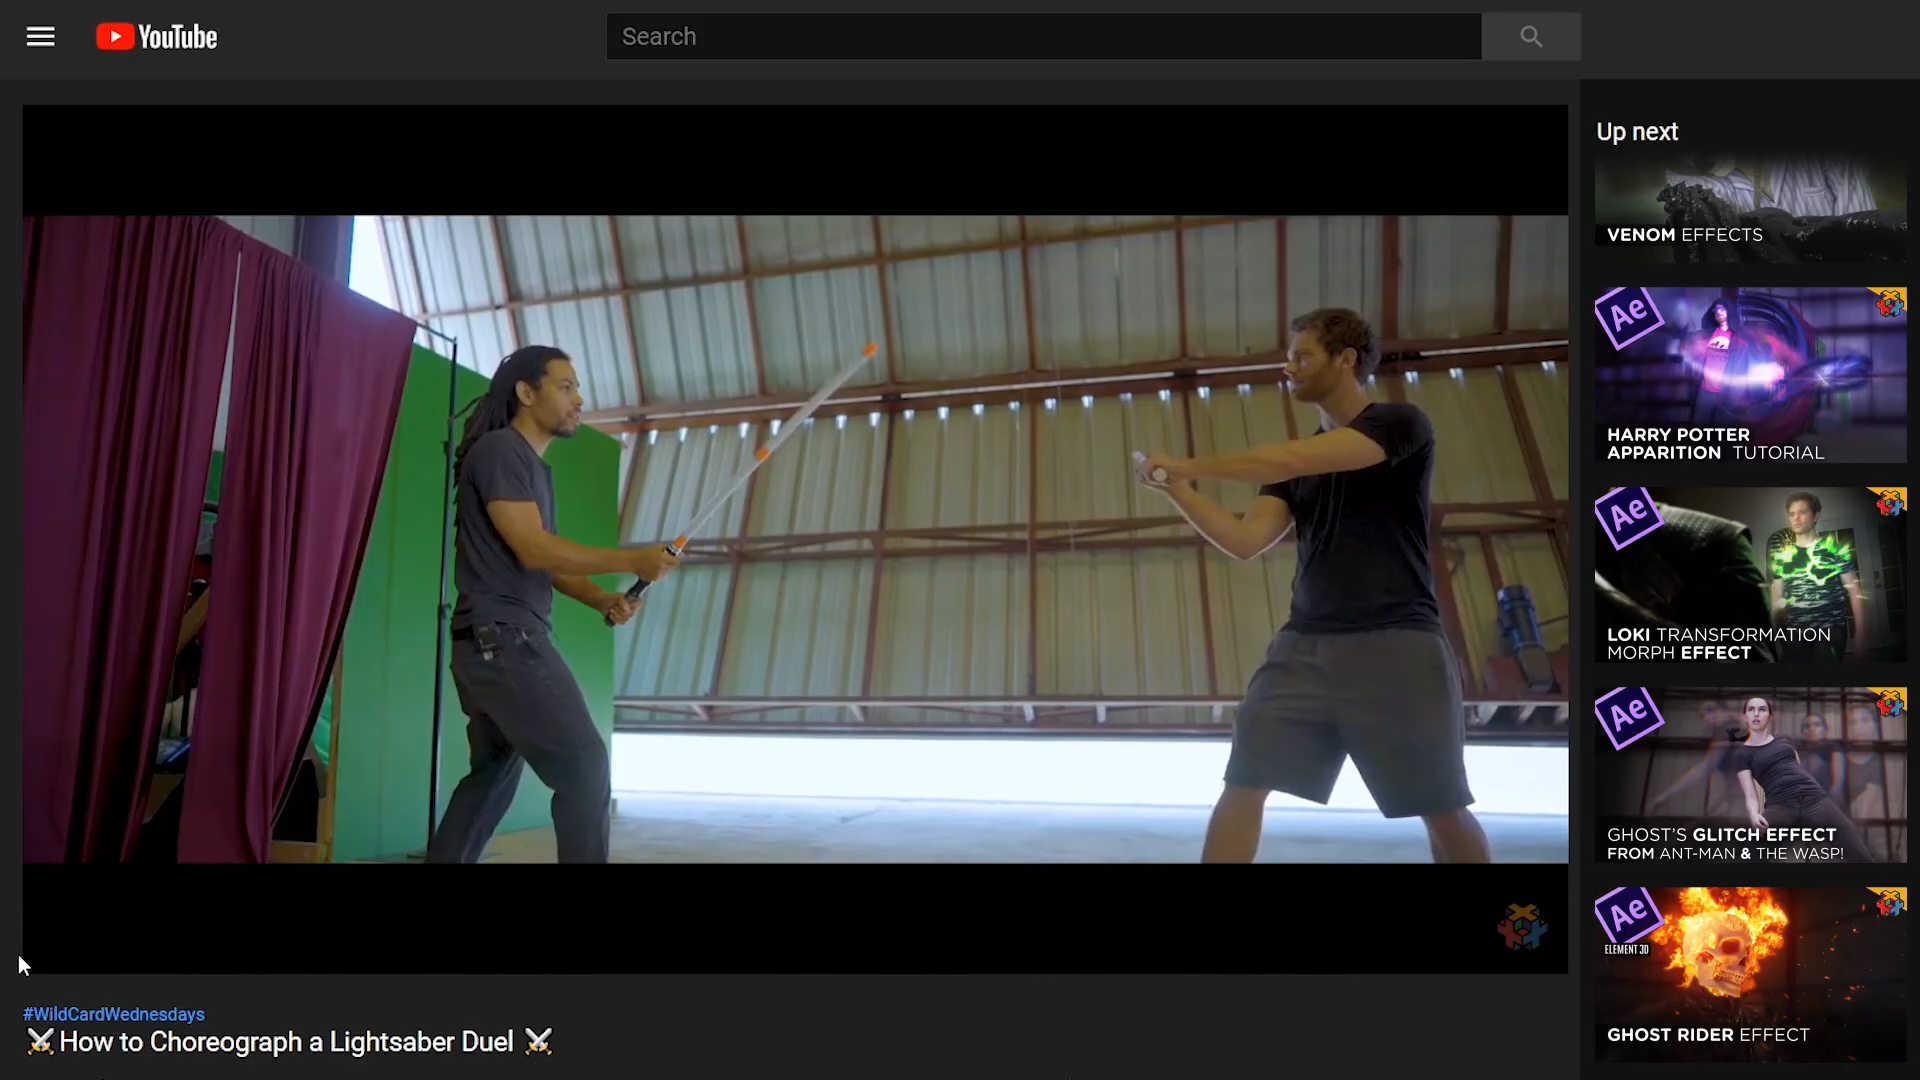 YouTube
Search
Up next
VENOM EFFECTS
Ae
HARRY POTTER
APPARITION TUTORIAL
Ae
LOKI TRANSFORMATION
MORPH EFFECT
Ae
GHOST'S GLITCH EFFECT
FROM ANT-MAN & THE WASP!
Ae
ELEMENT 3D
GHOST RIDER EFFECT
#WildCardWednesdays
⚔How to Choreograph a Lightsaber Duel ⚔